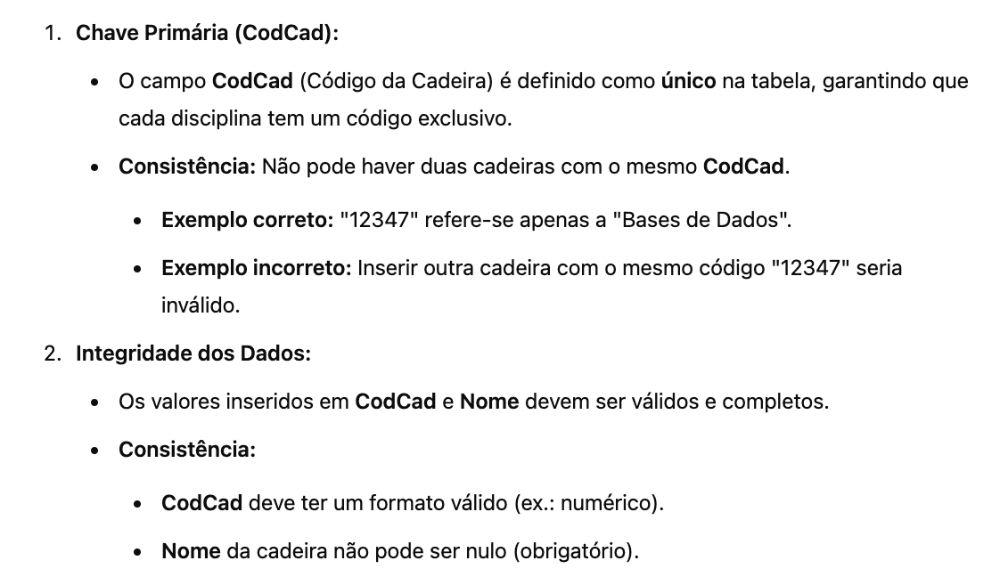 1. Chave Primária (CodCad):
• O campo CodCad (Código da Cadeira) é definido como único na tabela, garantindo que
cada disciplina tem um código exclusivo.
• Consistência: Não pode haver duas cadeiras com o mesmo CodCad.
• Exemplo correto: "12347" refere-se apenas a "Bases de Dados".
• Exemplo incorreto: Inserir outra cadeira com o mesmo código "12347" seria
inválido.
2. Integridade dos Dados:
• Os valores inseridos em CodCad e Nome devem ser válidos e completos.
• Consistência:
• CodCad deve ter um formato válido (ex.: numérico).
• Nome da cadeira não pode ser nulo (obrigatório).